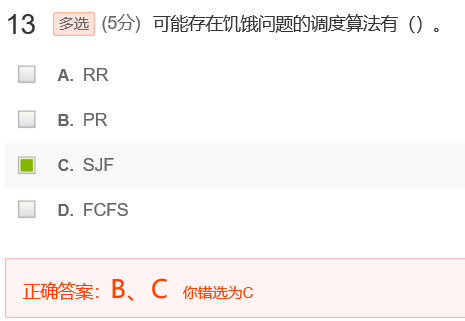 13 多选 (5分) 可能存在饥饿问题的调度算法有（）。
A. RR
B. PR
C. SJF
D. FCFS
正确答案：B、C 你错选为C